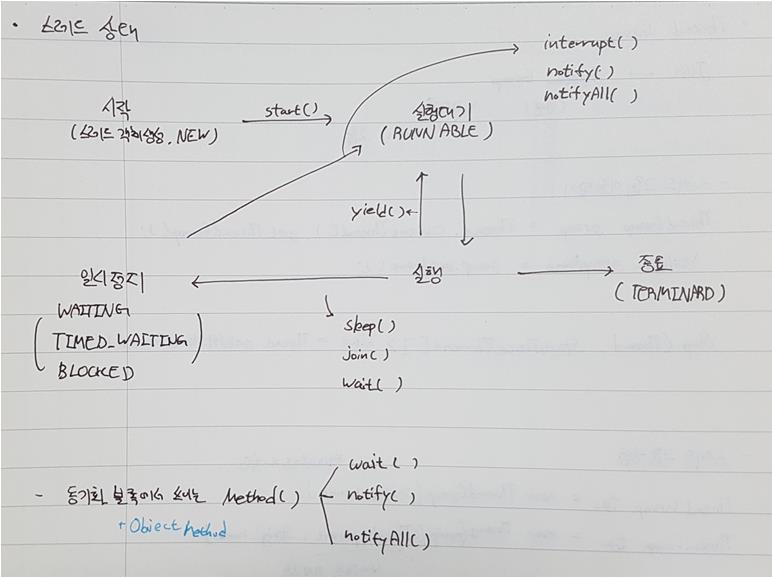 • 스레드 상태
interrupt( )
notify( )
notifyAll( )
시작
start()
실행대기
(스레드 객체생성, NEW)
(RUNNABLE)
yield()
일시정지
실행
종료
(TERMINARD)
WAITING
TIMED_WAITING
BLOCKED
sleep()
join()
wait( )
wait( )
- 동기화 블록에서 쓰이는 Method()
notify( )
+ Object Method
notifyAll()